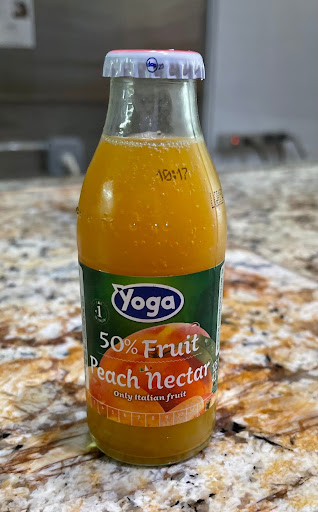 10:17
Yoga
50% Fruit
Peach Nectar
Only Italian fruit